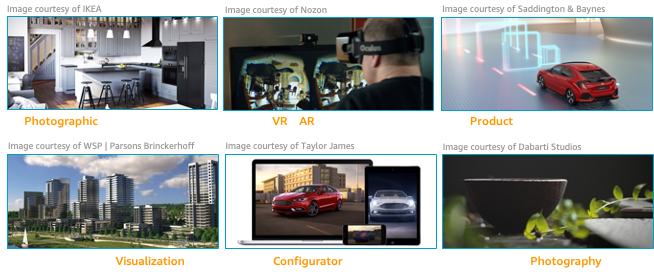 Image courtesy of IKEA
Image courtesy of Nozon
Image courtesy of Saddington & Baynes
Oculus
Photographic
VR AR
Product
Image courtesy of WSP | Parsons Brinckerhoff
Image courtesy of Taylor James
Image courtesy of Dabarti Studios
Visualization
Configurator
Photography